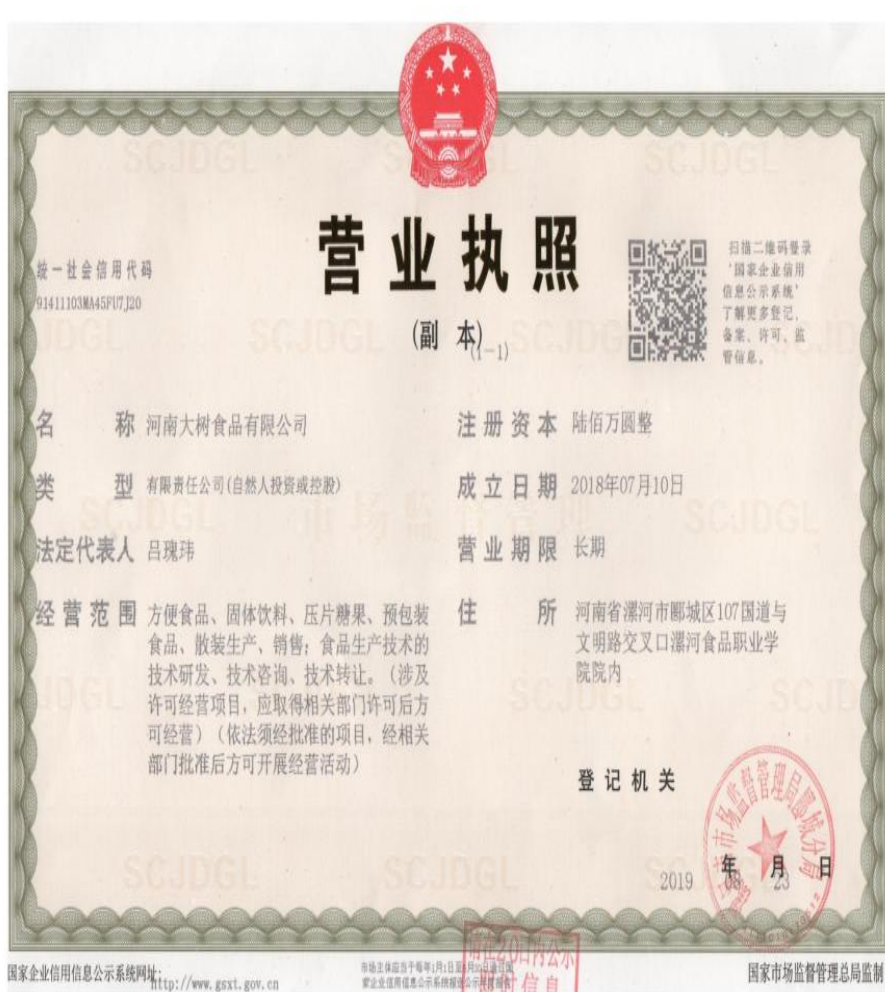 营业执照
(副 本)
(1-1)
统一社会信用代码
91411103MA45FU7J20
扫描二维码登录
‘国家企业信用
信息公示系统’
了解更多登记、
备案、许可、监
管信息。
名 称 河南大树食品有限公司
类 型 有限责任公司(自然人投资或控股)
法定代表人 吕瑰玮
经营范围 方便食品、固体饮料、压片糖果、预包装
食品、散装生产、销售；食品生产技术的
技术研发、技术咨询、技术转让。（涉及
许可经营项目，应取得相关部门许可后方
可经营）（依法须经批准的项目，经相关
部门批准后方可开展经营活动）
注册资本 陆佰万圆整
成立日期 2018年07月10日
营业期限 长期
住 所 河南省漯河市郾城区107国道与
文明路交叉口漯河食品职业学
院院内
登记机关
市场监督管理局郾城分局
2019 年 08 月 23 日
国家企业信用信息公示系统网址：
http://www.gsxt.gov.cn
国家市场监督管理总局监制